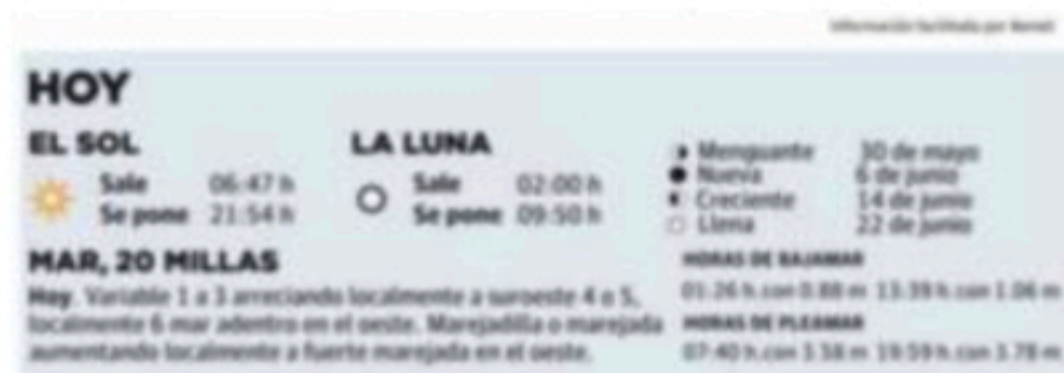 Información facilitada por
HOY
EL SOL
Sale 06:47 h
Se pone 21:54 h
LA LUNA
Sale 02:00 h
Se pone 09:50 h
Menguante 30 de mayo
Nueva 6 de junio
Creciente 14 de junio
Llena 22 de junio
MAR, 20 MILLAS
Hoy. Variable 1 a 3 arreciando localmente a suroeste 4 o 5,
localmente 6 mar adentro en el oeste. Marejadilla o marejada
aumentando localmente a fuerte marejada en el oeste.
HORAS DE BAJAMAR
01:26 h.con 0.88 m 13:39 h.con 1.06 m
HORAS DE PLEAMAR
07:40 h.con 3.58 m 19:59 h.con 3.78 m